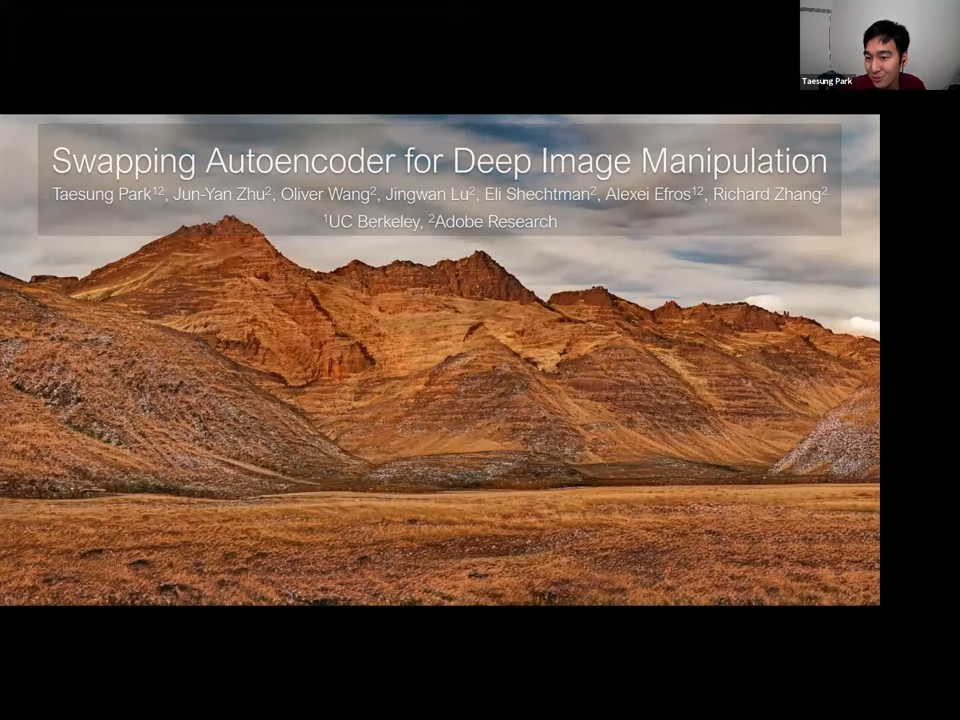 Taesung Park
Swapping Autoencoder for Deep Image Manipulation
Taesung Park¹², Jun-Yan Zhu², Oliver Wang², Jingwan Lu², Eli Shechtman², Alexei Efros¹², Richard Zhang²
¹UC Berkeley, ²Adobe Research